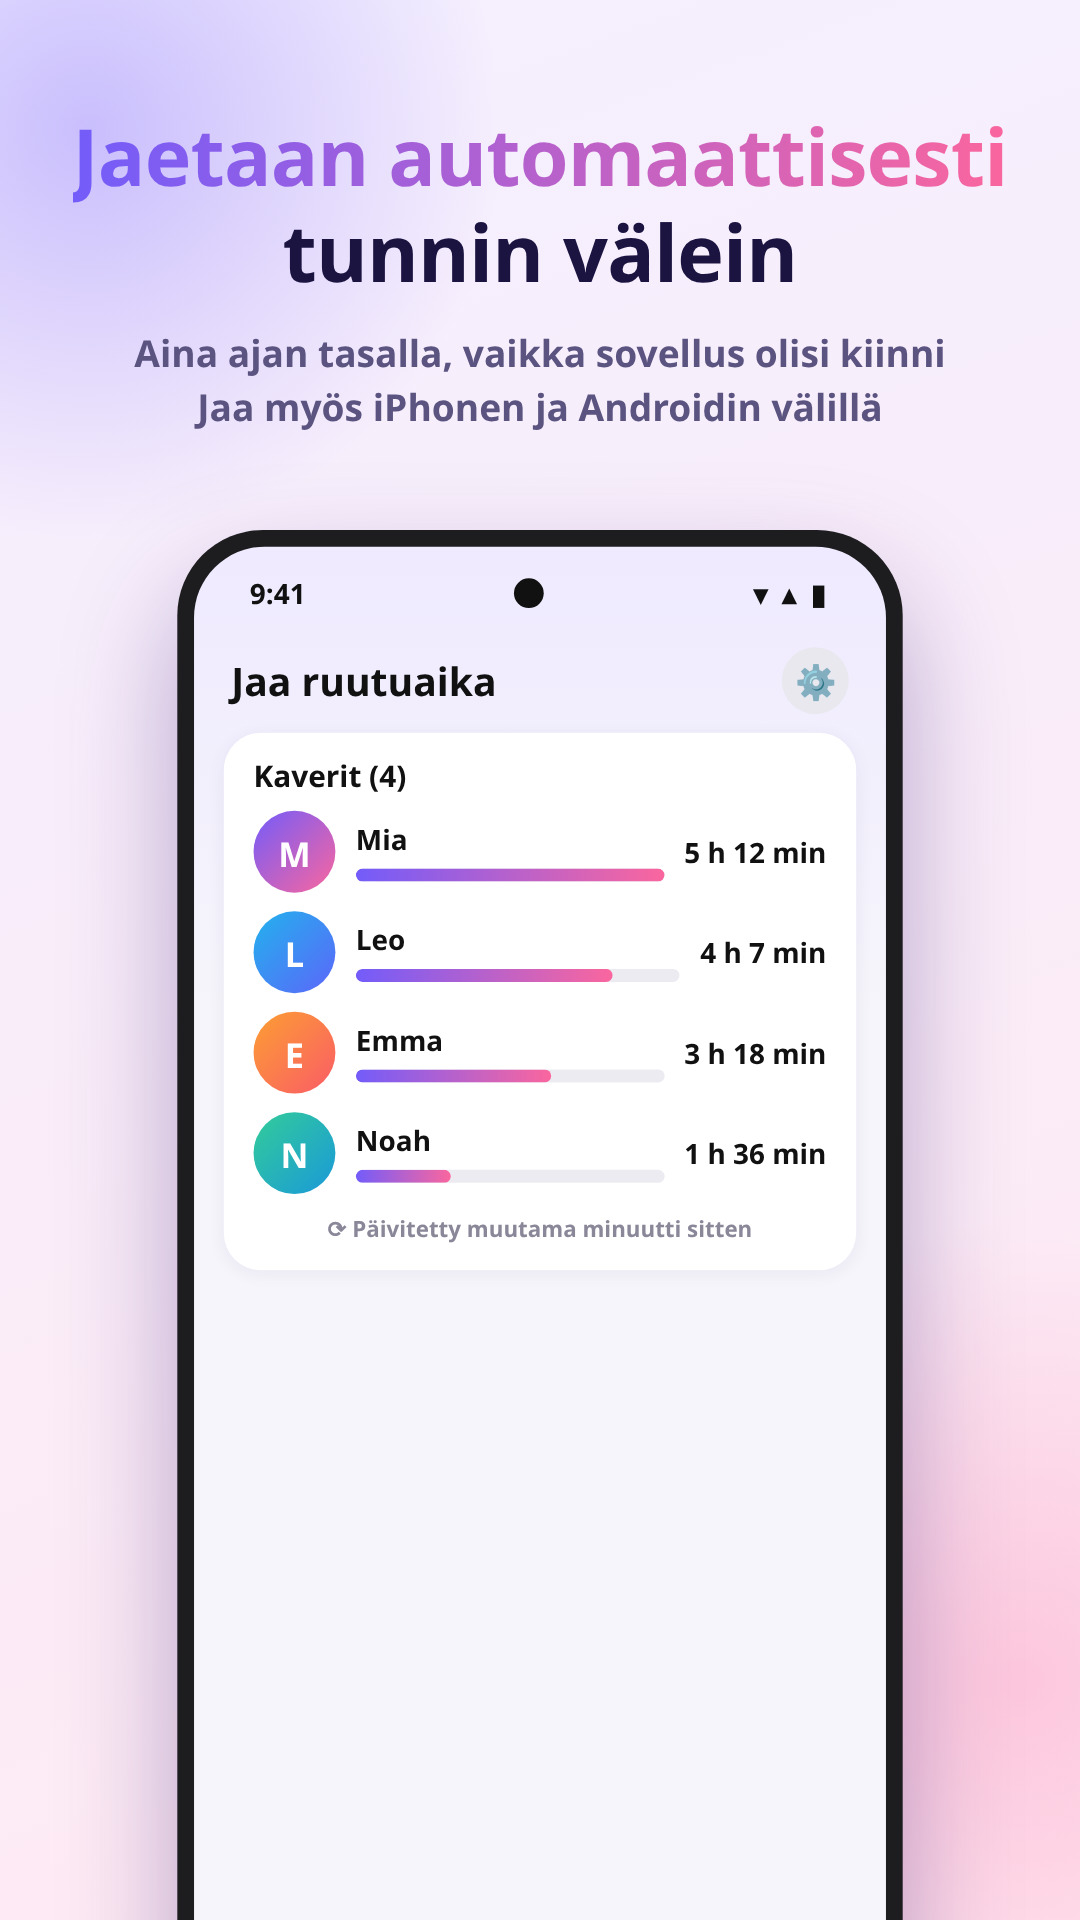 Jaetaan automaattisesti
tunnin välein
Aina ajan tasalla, vaikka sovellus olisi kiinni
Jaa myös iPhonen ja Androidin välillä
9:41
Jaa ruutuaika
Kaverit (4)
M
Mia
5 h 12 min
L
Leo
4 h 7 min
E
Emma
3 h 18 min
N
Noah
1 h 36 min
⟳ Päivitetty muutama minuutti sitten